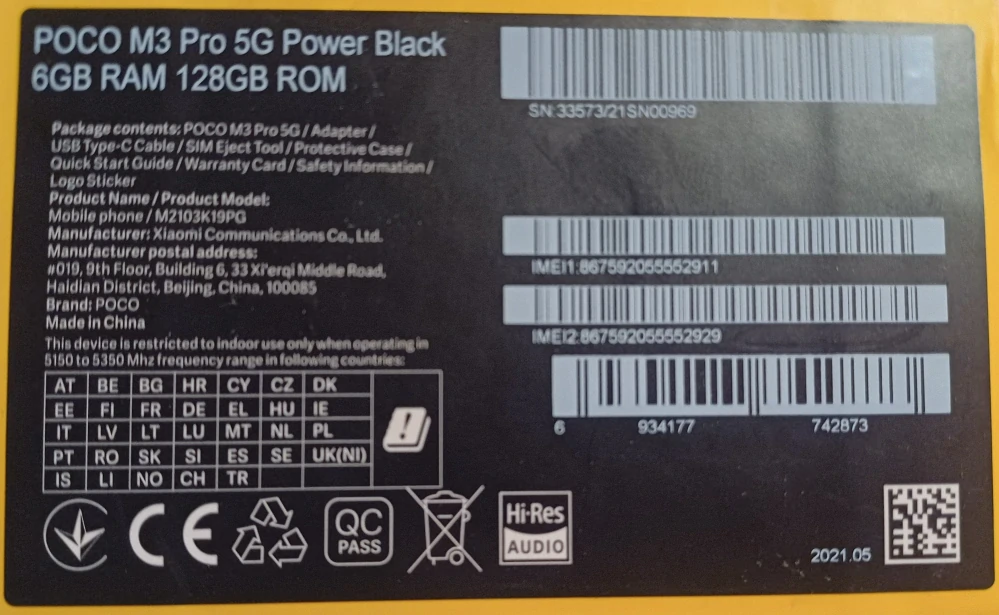 POCO M3 Pro 5G Power Black
6GB RAM 128GB ROM
Package contents: POCO M3 Pro 5G / Adapter /
USB Type-C Cable / SIM Eject Tool / Protective Case /
Quick Start Guide / Warranty Card / Safety Information /
Logo Sticker
Product Name / Product Model:
Mobile phone / M2103K19PG
Manufacturer: Xiaomi Communications Co., Ltd.
Manufacturer postal address:
#019, 9th Floor, Building 6, 33 Xi'erqi Middle Road,
Haidian District, Beijing, China, 100085
Brand: POCO
Made in China
This device is restricted to indoor use only when operating in
5150 to 5350 Mhz frequency range in following countries:
AT BE BG HR CY CZ DK
EE FI FR DE EL HU IE
IT LV LT LU MT NL PL
PT RO SK SI ES SE UK(NI)
IS LI NO CH TR
SN:33573/21SN00969
IMEI1:867592055552911
IMEI2:867592055552929
6 934177 742873
CE
QC
PASS
Hi-Res
AUDIO
2021.05